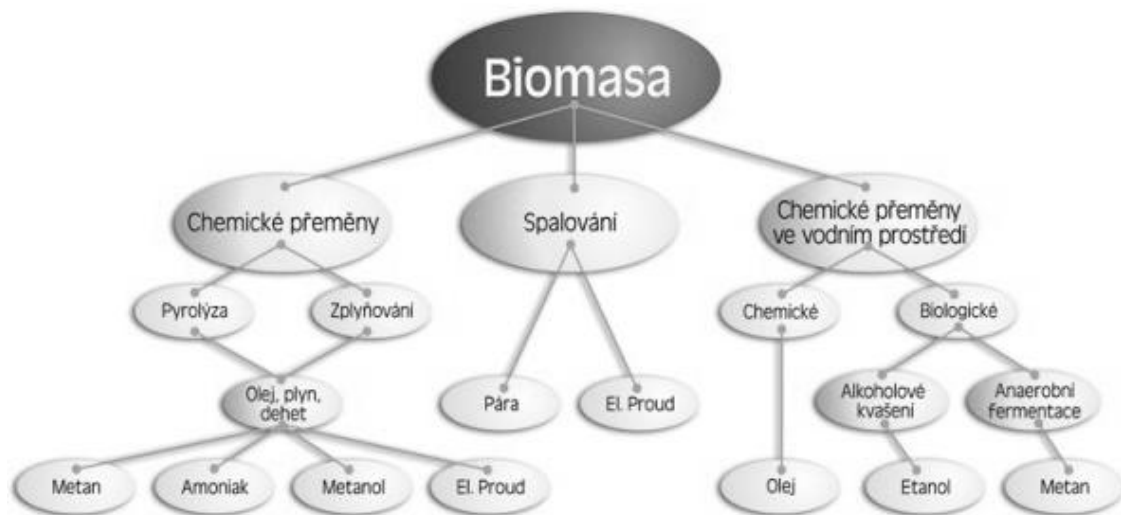 Biomasa
Chemické přeměny
Spalování
Chemické přeměny
ve vodním prostředí
Pyrolýza
Zplyňování
Chemické
Biologické
Olej, plyn,
dehet
Pára
El. Proud
Alkoholové
kvašení
Anaerobní
fermentace
Metan
Amoniak
Metanol
El. Proud
Olej
Etanol
Metan